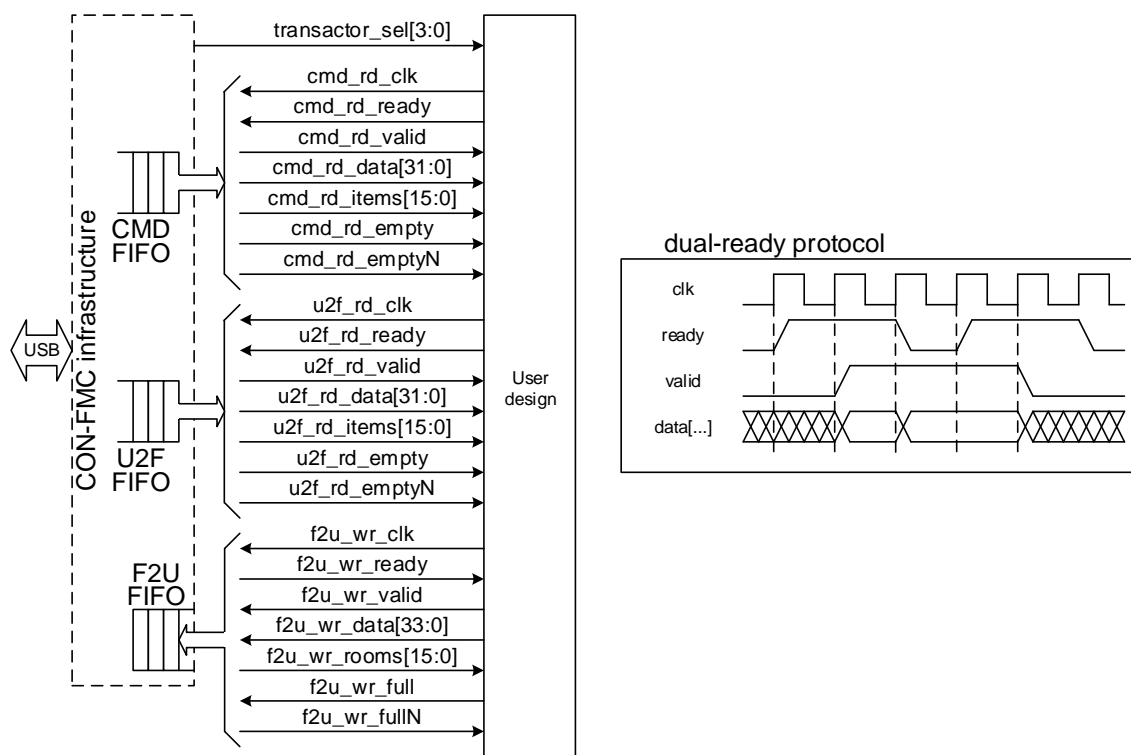 transactor_sel[3:0]
cmd_rd_clk
cmd_rd_ready
cmd_rd_valid
cmd_rd_data[31:0]
cmd_rd_items[15:0]
cmd_rd_empty
cmd_rd_emptyN
CMD
FIFO
u2f_rd_clk
u2f_rd_ready
u2f_rd_valid
u2f_rd_data[31:0]
u2f_rd_items[15:0]
u2f_rd_empty
u2f_rd_emptyN
U2F
FIFO
f2u_wr_clk
f2u_wr_ready
f2u_wr_valid
f2u_wr_data[33:0]
f2u_wr_rooms[15:0]
f2u_wr_full
f2u_wr_fullN
F2U
FIFO
USB
CON-FMC infrastructure
User
design
dual-ready protocol
clk
ready
valid
data[...]